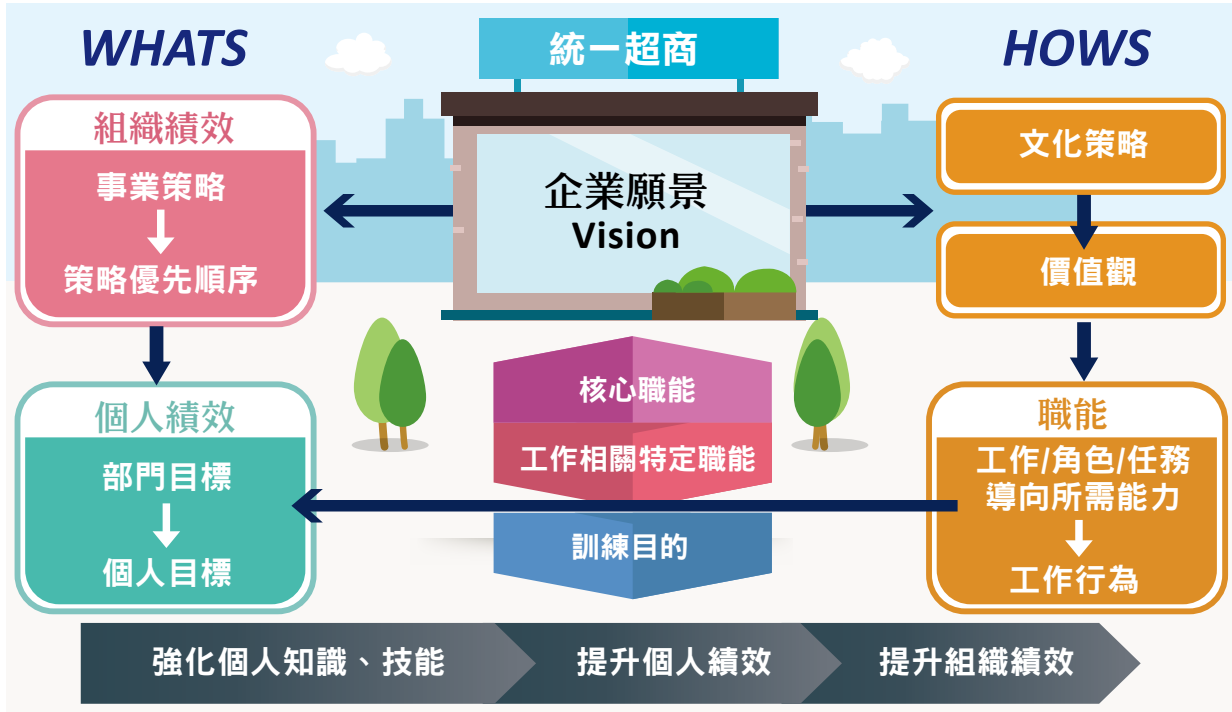 WHATS
統一超商
HOWS
組織績效
事業策略
策略優先順序
企業願景
Vision
文化策略
價值觀
個人績效
部門目標
個人目標
核心職能
工作相關特定職能
訓練目的
職能
工作/角色/任務
導向所需能力
工作行為
強化個人知識、技能
提升個人績效
提升組織績效